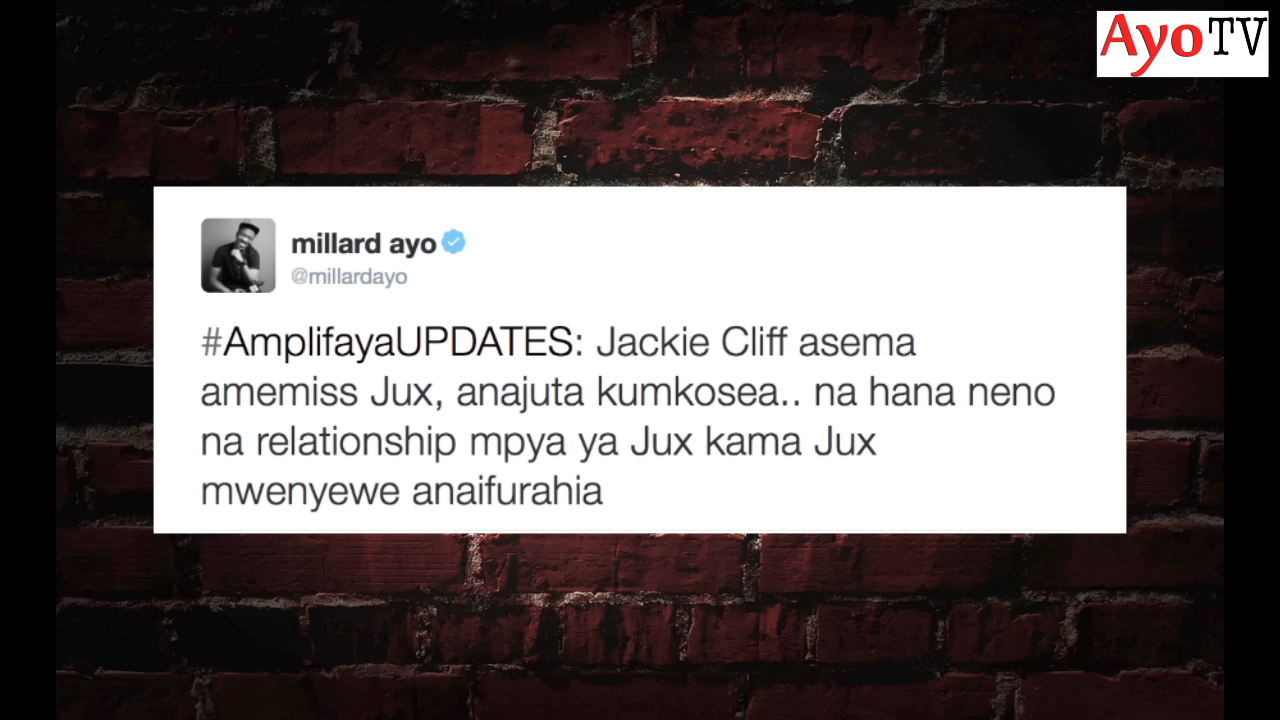 AyoTV
millard ayo
@millardayo
#AmplifayaUPDATES: Jackie Cliff asema
amemiss Jux, anajuta kumkosea.. na hana neno
na relationship mpya ya Jux kama Jux
mwenyewe anaifurahia